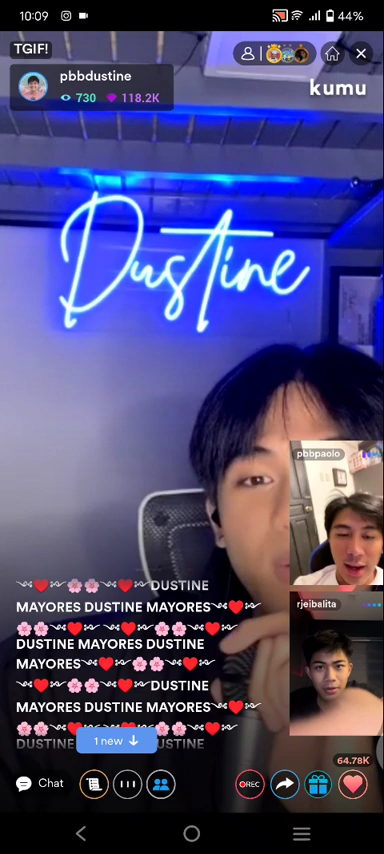 10:09
44%
TGIF!
pbbdustine
730 118.2K
kumu
Dustine
pbbpaolo
rjeibalita
༺❤️༻🌸🌸༺❤️༻DUSTINE
MAYORES DUSTINE MAYORES༺❤️༻
🌸🌸༺❤️༻༺❤️༻🌸🌸༺❤️༻
DUSTINE MAYORES DUSTINE
MAYORES༺❤️༻🌸🌸༺❤️༻
༺❤️༻🌸🌸༺❤️༻DUSTINE
MAYORES DUSTINE MAYORES༺❤️༻
🌸🌸༺❤️༻༺❤️༻🌸🌸༺❤️༻
DUSTINE
USTINE
1 new
64.78K
Chat
REC